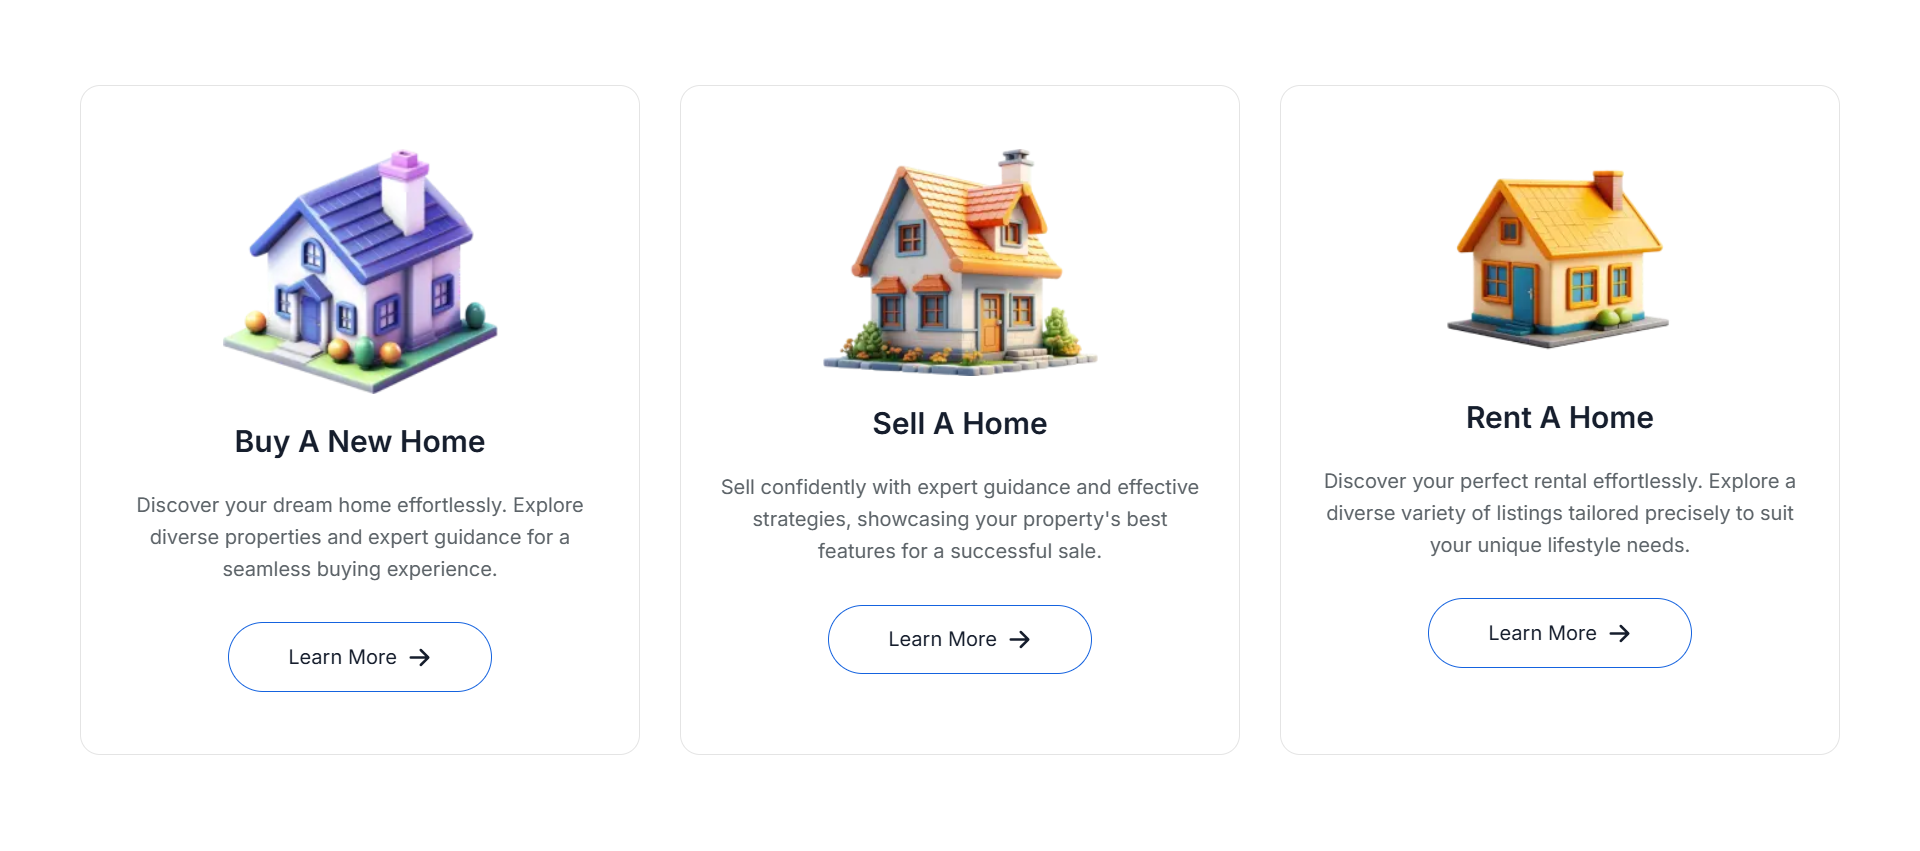 Buy A New Home
Discover your dream home effortlessly. Explore
diverse properties and expert guidance for a
seamless buying experience.
Learn More
Sell A Home
Sell confidently with expert guidance and effective
strategies, showcasing your property's best
features for a successful sale.
Learn More
Rent A Home
Discover your perfect rental effortlessly. Explore a
diverse variety of listings tailored precisely to suit
your unique lifestyle needs.
Learn More